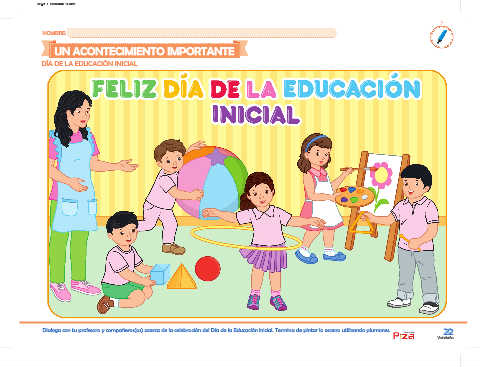 NOMBRE:
UN ACONTECIMIENTO IMPORTANTE
DÍA DE LA EDUCACIÓN INICIAL
FELIZ DÍA DE LA EDUCACIÓN
INICIAL
Dialoga con tu profesora y compañeros(as) acerca de la celebración del Día de la Educación Inicial. Termina de pintar la escena utilizando plumones.
22